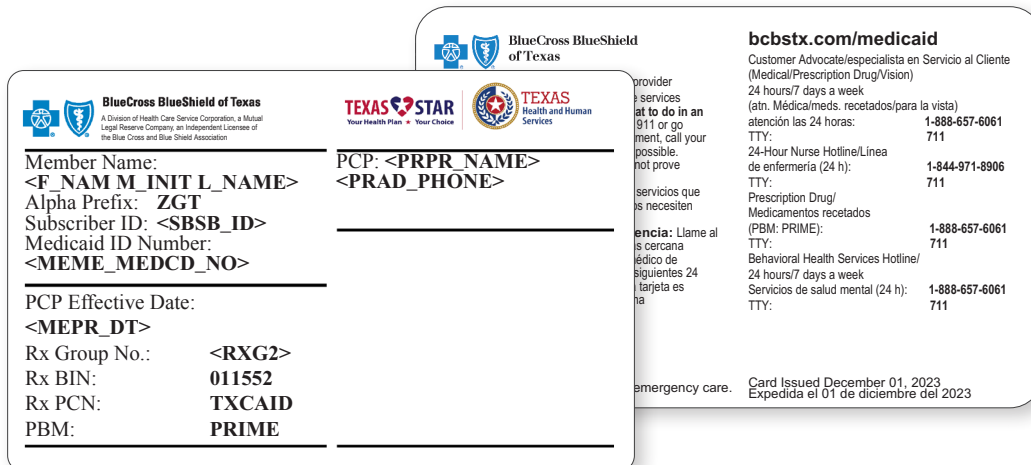 BlueCross BlueShield of Texas
A Division of Health Care Service Corporation, a Mutual
Legal Reserve Company, an Independent Licensee of
the Blue Cross and Blue Shield Association
TEXAS STAR
Your Health Plan ★ Your Choice
TEXAS
Health and Human
Services
Member Name:
<F_NAM M_INIT L_NAME>
Alpha Prefix: ZGT
Subscriber ID: <SBSB_ID>
Medicaid ID Number:
<MEME_MEDCD_NO>
PCP: <PRPR_NAME>
<PRAD_PHONE>
PCP Effective Date:
<MEPR_DT>
Rx Group No.: <RXG2>
Rx BIN: 011552
Rx PCN: TXCAID
PBM: PRIME
BlueCross BlueShield
of Texas
provider
services
at to do in an
911 or go
ment, call your
possible.
not prove
servicios que
os necesiten
encia: Llame al
s cercana
édico de
siguientes 24
tarjeta es
na
emergency care.
bcbstx.com/medicaid
Customer Advocate/especialista en Servicio al Cliente
(Medical/Prescription Drug/Vision)
24 hours/7 days a week
(atn. Médica/meds. recetados/para la vista)
atención las 24 horas: 1-888-657-6061
TTY: 711
24-Hour Nurse Hotline/Línea
de enfermería (24 h): 1-844-971-8906
TTY: 711
Prescription Drug/
Medicamentos recetados
(PBM: PRIME): 1-888-657-6061
TTY: 711
Behavioral Health Services Hotline/
24 hours/7 days a week
Servicios de salud mental (24 h): 1-888-657-6061
TTY: 711
Card Issued December 01, 2023
Expedida el 01 de diciembre del 2023